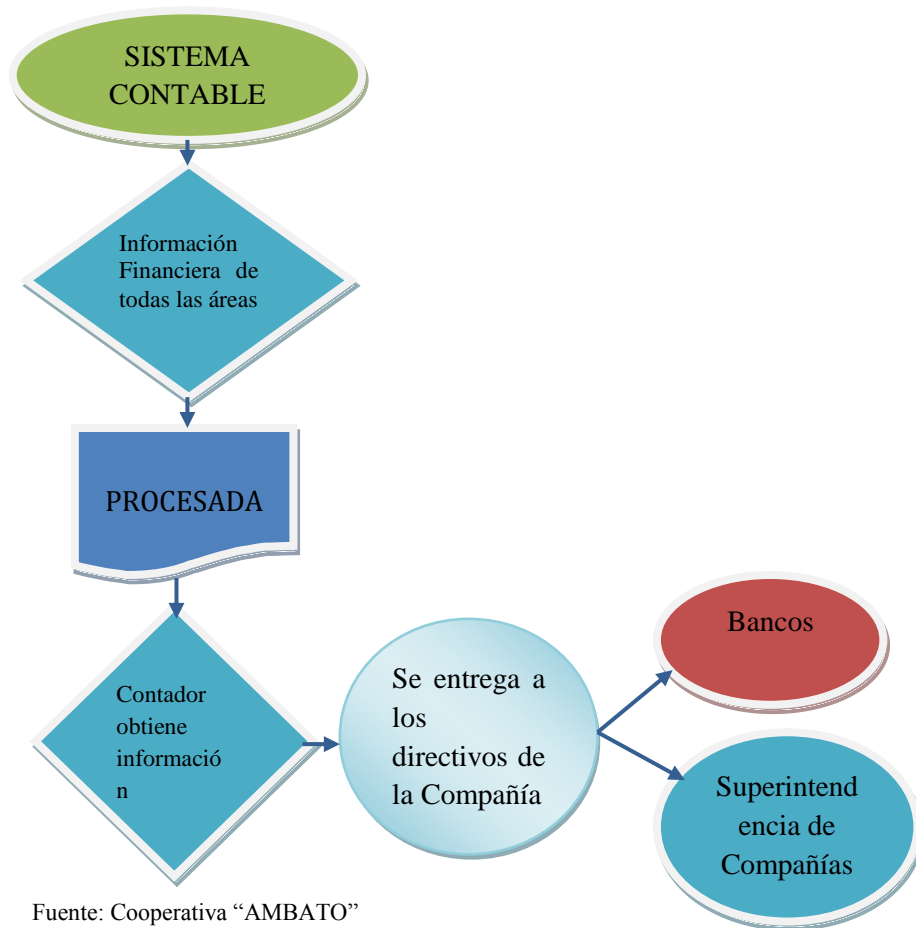 SISTEMA
CONTABLE
Información
Financiera de
todas las áreas
PROCESADA
Contador
obtiene
informació
n
Se entrega a
los
directivos de
la Compañía
Bancos
Superintend
encia de
Compañías
Fuente: Cooperativa “AMBATO”